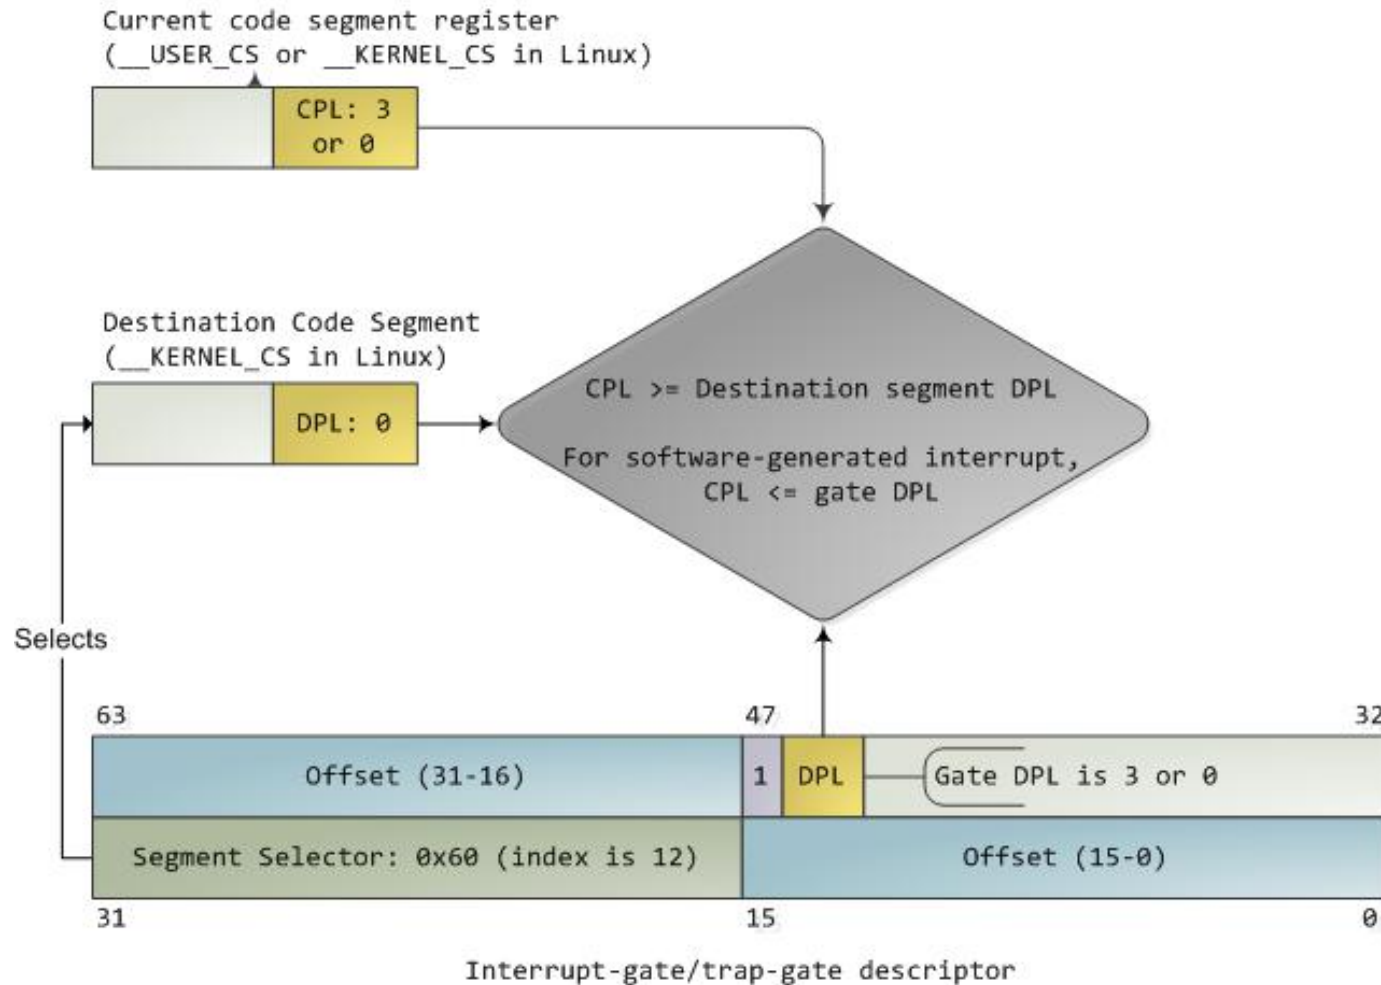 Current code segment register
(__USER_CS or __KERNEL_CS in Linux)
CPL: 3
or 0
Destination Code Segment
(__KERNEL_CS in Linux)
DPL: 0
CPL >= Destination segment DPL
For software-generated interrupt,
CPL <= gate DPL
Selects
63
47
32
Offset (31-16)
1
DPL
Gate DPL is 3 or 0
Segment Selector: 0x60 (index is 12)
Offset (15-0)
31
15
0
Interrupt-gate/trap-gate descriptor